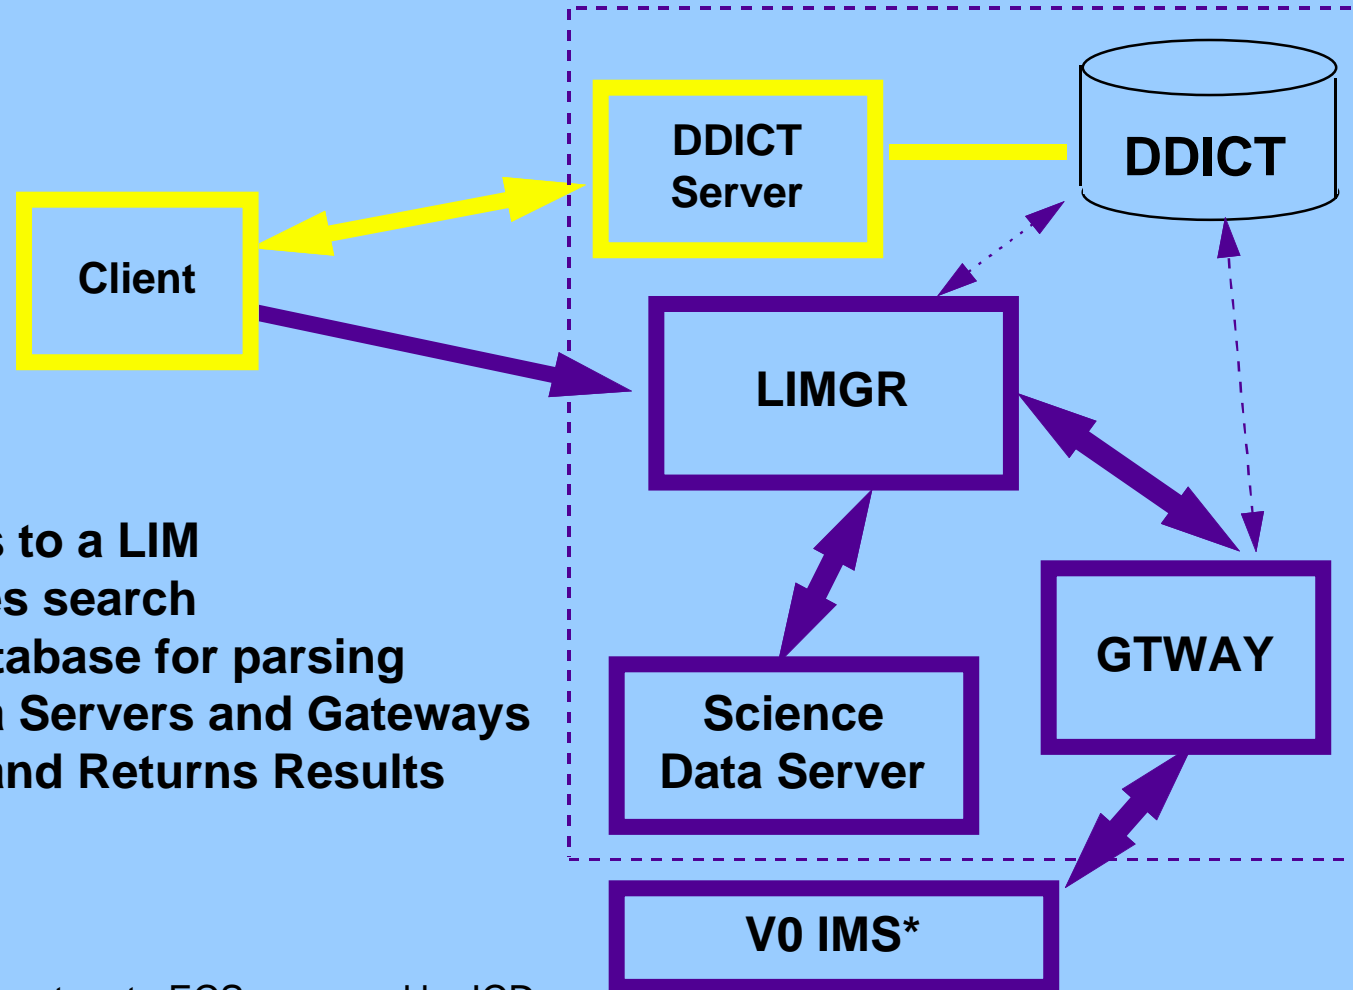 DDICT
Server
DDICT
Client
LIMGR
s to a LIM
es search
tabase for parsing
a Servers and Gateways
and Returns Results
GTWAY
Science
Data Server
V0 IMS*